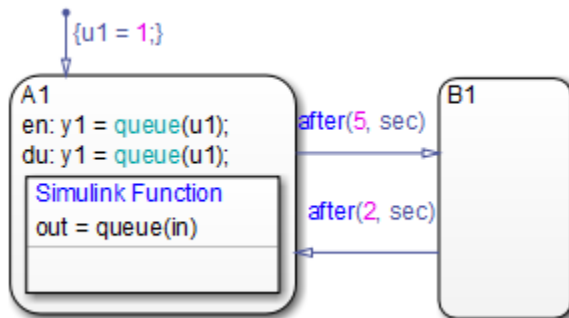 {u1 = 1;}
A1
en: y1 = queue(u1);
du: y1 = queue(u1);
Simulink Function
out = queue(in)
after(5, sec)
after(2, sec)
B1